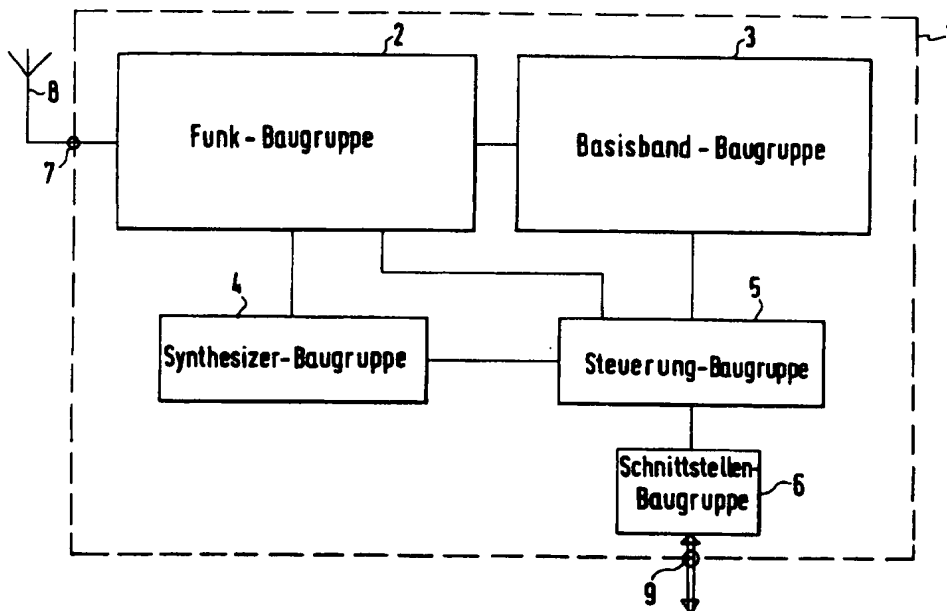 2
3
8
Funk-Baugruppe
Basisband-Baugruppe
7
4
5
Synthesizer-Baugruppe
Steuerung-Baugruppe
Schnittstellen-
Baugruppe
6
9